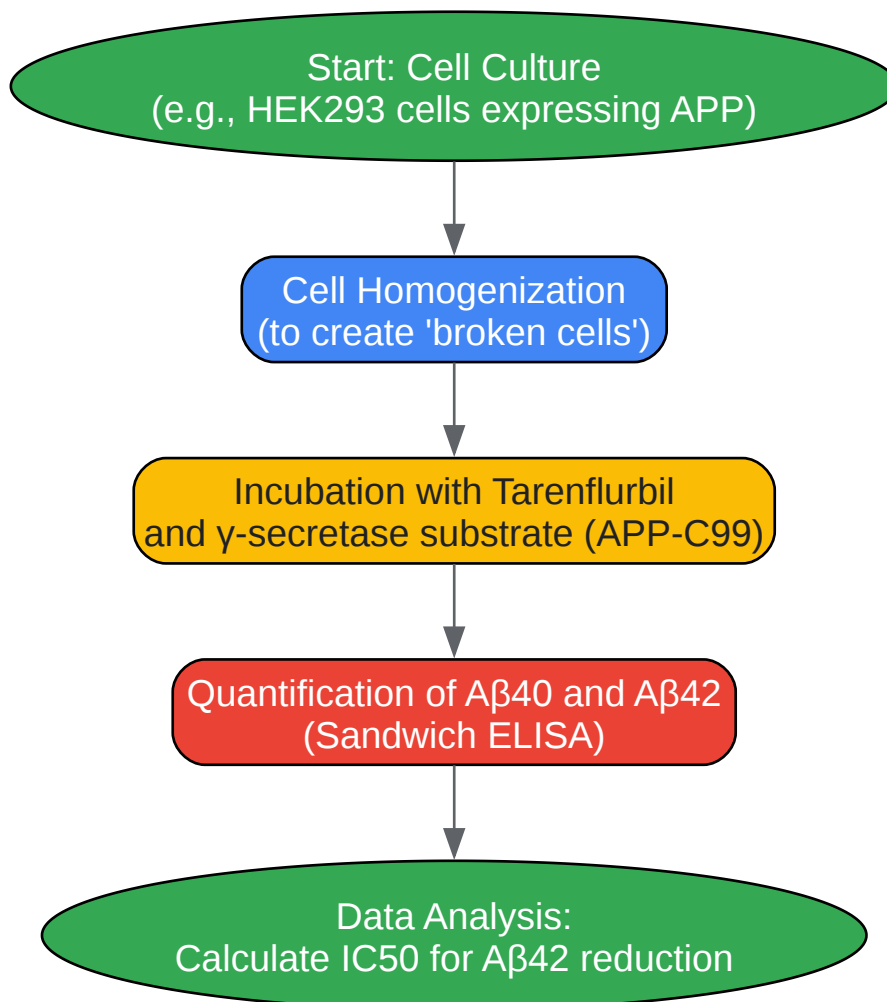 Start: Cell Culture
(e.g., HEK293 cells expressing APP)
Cell Homogenization
(to create 'broken cells')
Incubation with Tarenflurbil
and γ-secretase substrate (APP-C99)
Quantification of Aβ40 and Aβ42
(Sandwich ELISA)
Data Analysis:
Calculate IC50 for Aβ42 reduction